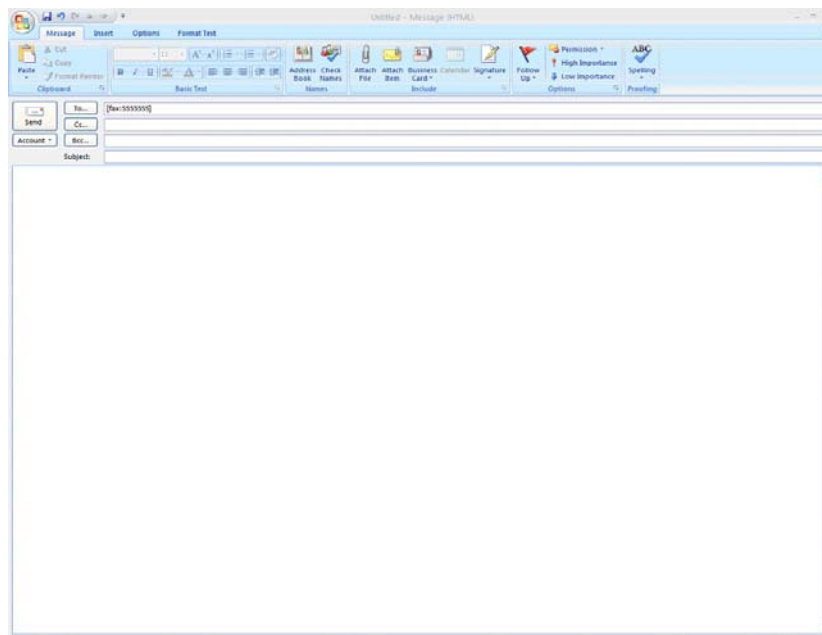 Untitled - Message (HTML)
Message Insert Options Format Text
Paste
Cut
Copy
Format Painter
Clipboard
11
B I U
Basic Text
Address Book
Check Names
Names
Attach File
Attach Item
Business Card
Calendar
Signature
Include
Follow Up
Permission
High Importance
Low Importance
Options
ABC
Spelling
Proofing
Send
Account
To... [fax:5555555]
Cc...
Bcc...
Subject: